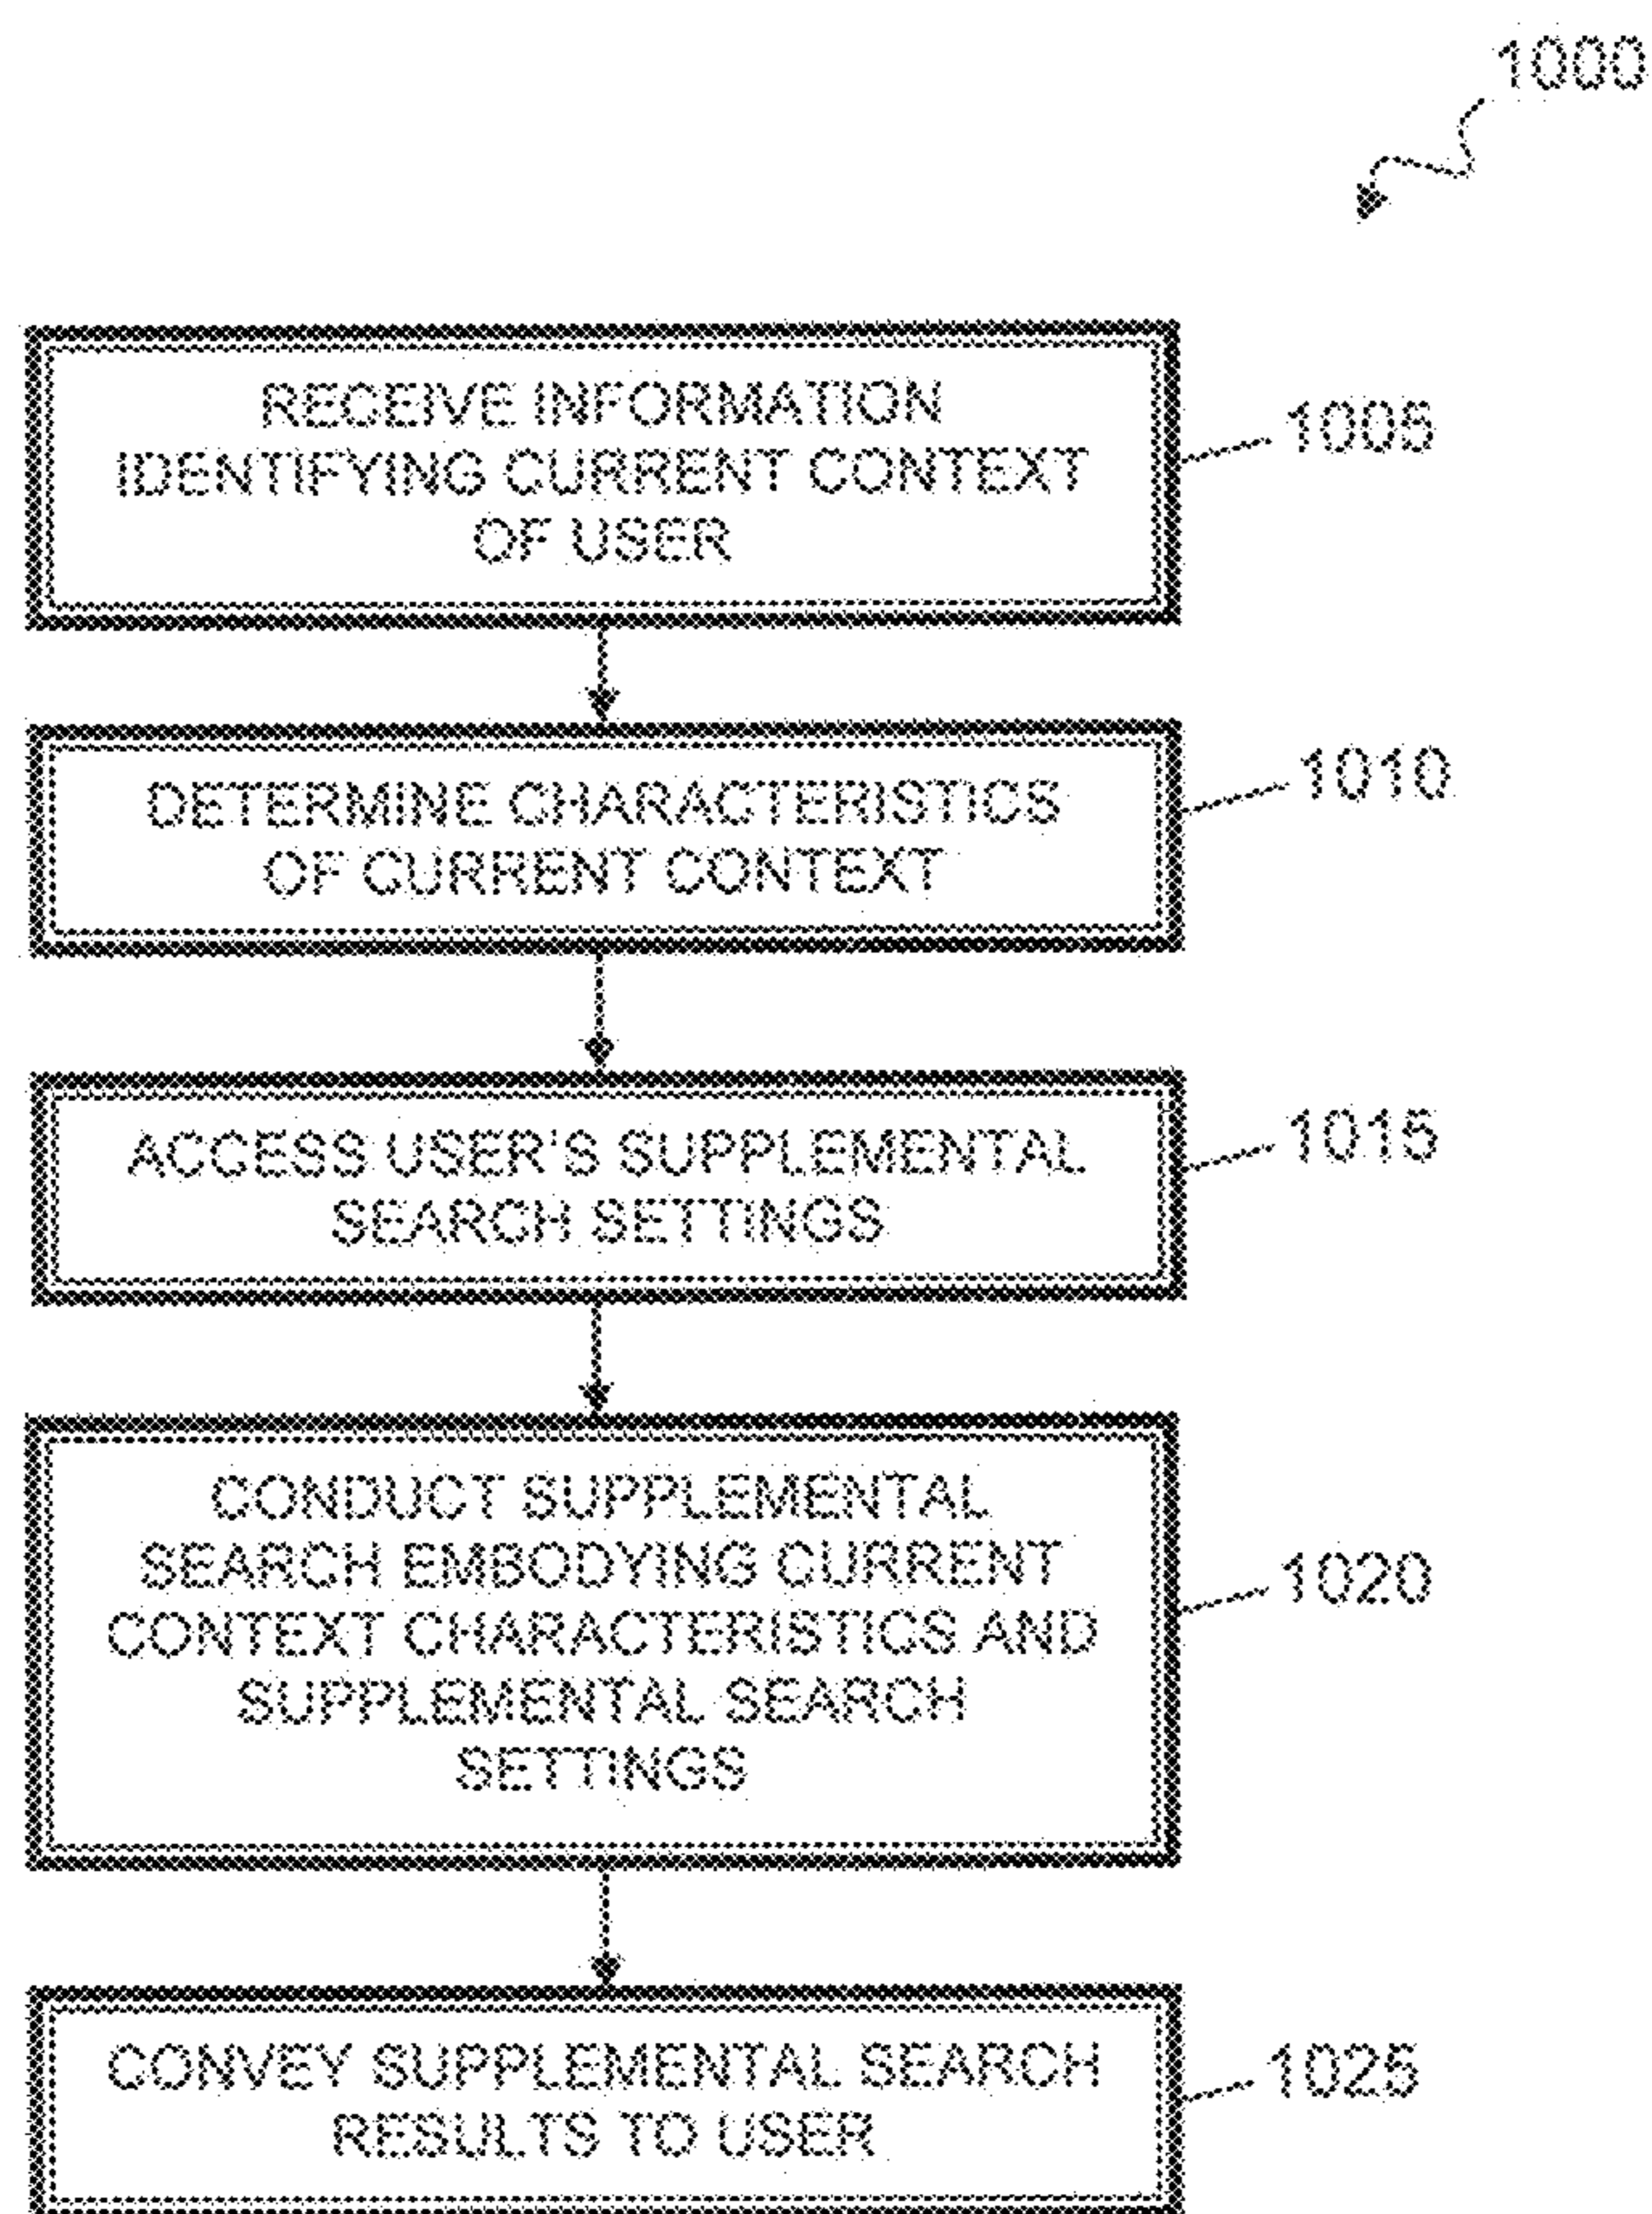 1000
RECEIVE INFORMATION
IDENTIFYING CURRENT CONTEXT
OF USER
1005
DETERMINE CHARACTERISTICS
OF CURRENT CONTEXT
1010
ACCESS USER'S SUPPLEMENTAL
SEARCH SETTINGS
1015
CONDUCT SUPPLEMENTAL
SEARCH EMBODYING CURRENT
CONTEXT CHARACTERISTICS AND
SUPPLEMENTAL SEARCH
SETTINGS
1020
CONVEY SUPPLEMENTAL SEARCH
RESULTS TO USER
1025